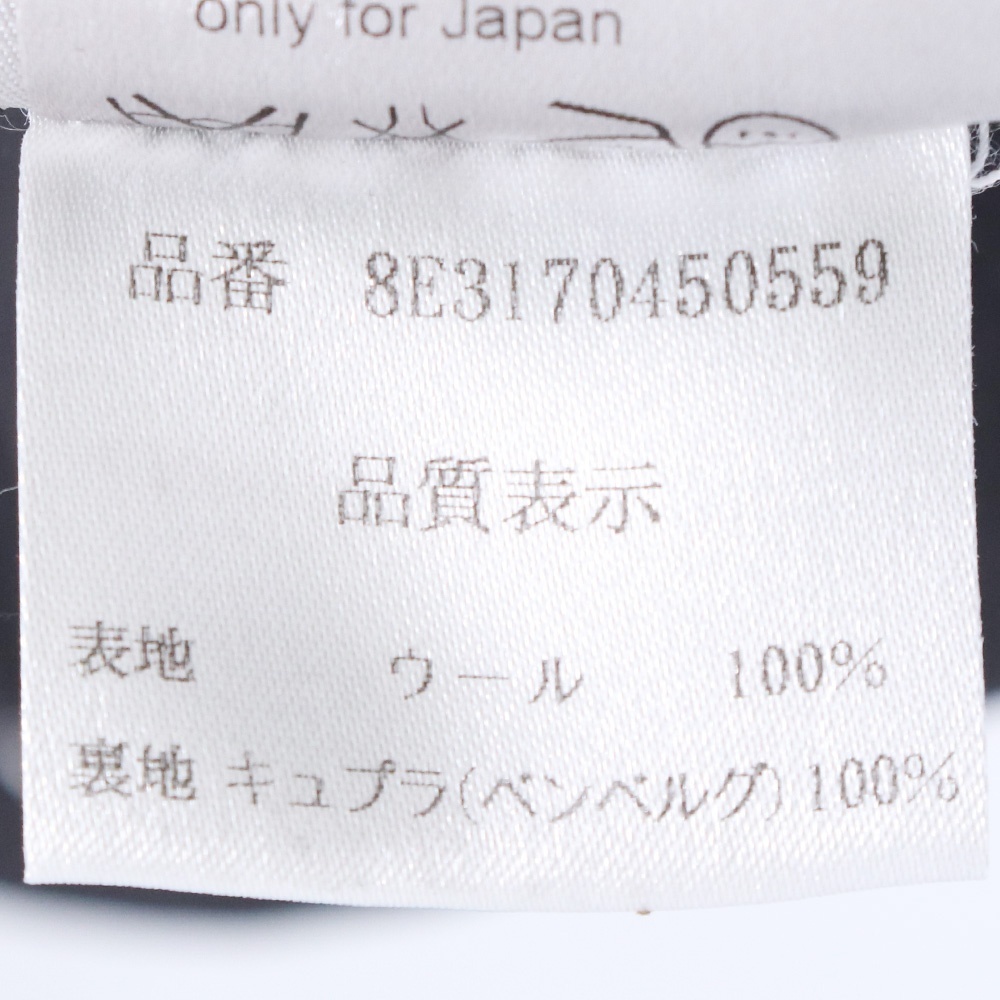 only for Japan
品番 8E3170450559
品質表示
表地 ウール 100%
裏地 キュプラ(ベンベルグ) 100%